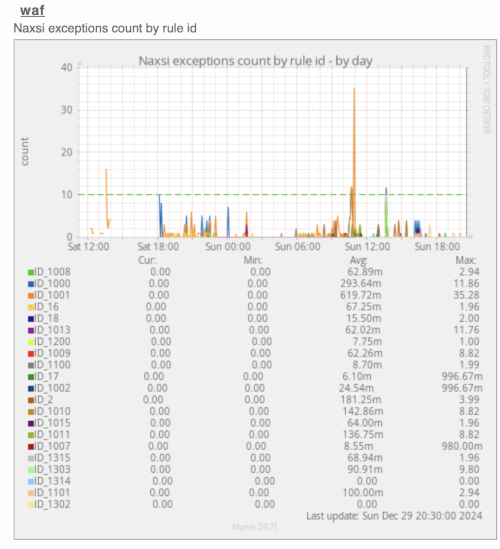 waf
Naxsi exceptions count by rule id
Naxsi exceptions count by rule id - by day
RRDTOOL / TOBI OETIKER
count
40
30
20
10
0
Sat 12:00 Sat 18:00 Sun 00:00 Sun 06:00 Sun 12:00 Sun 18:00
Cur: Min: Avg: Max:
ID_1008 0.00 0.00 62.89m 2.94
ID_1000 0.00 0.00 293.64m 11.86
ID_1001 0.00 0.00 619.72m 35.28
ID_16 0.00 0.00 67.25m 1.96
ID_18 0.00 0.00 15.50m 2.00
ID_1013 0.00 0.00 62.02m 11.76
ID_1200 0.00 0.00 7.75m 1.00
ID_1009 0.00 0.00 62.26m 8.82
ID_1100 0.00 0.00 8.70m 1.99
ID_17 0.00 0.00 6.10m 996.67m
ID_1002 0.00 0.00 24.54m 996.67m
ID_2 0.00 0.00 181.25m 3.99
ID_1010 0.00 0.00 142.86m 8.82
ID_1015 0.00 0.00 64.00m 1.96
ID_1011 0.00 0.00 136.75m 8.82
ID_1007 0.00 0.00 8.55m 980.00m
ID_1315 0.00 0.00 68.94m 1.96
ID_1303 0.00 0.00 90.91m 9.80
ID_1314 0.00 0.00 0.00 0.00
ID_1101 0.00 0.00 100.00m 2.94
ID_1302 0.00 0.00 0.00 0.00
Last update: Sun Dec 29 20:30:00 2024
Munin 2.0.71